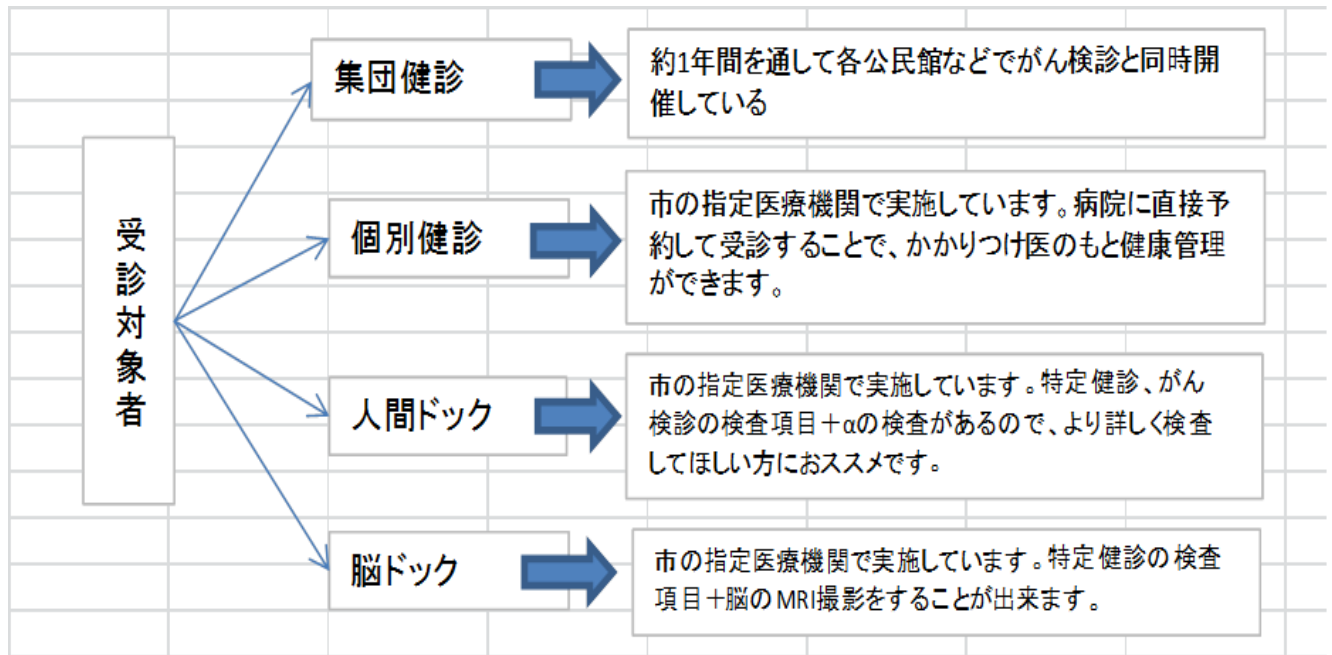 受診対象者
集団健診
約1年間を通して各公民館などでがん検診と同時開
催している
個別健診
市の指定医療機関で実施しています。病院に直接予
約して受診することで、かかりつけ医のもと健康管理
ができます。
人間ドック
市の指定医療機関で実施しています。特定健診、がん
検診の検査項目+αの検査があるので、より詳しく検査
してほしい方におススメです。
脳ドック
市の指定医療機関で実施しています。特定健診の検査
項目+脳のMRI撮影をすることが出来ます。